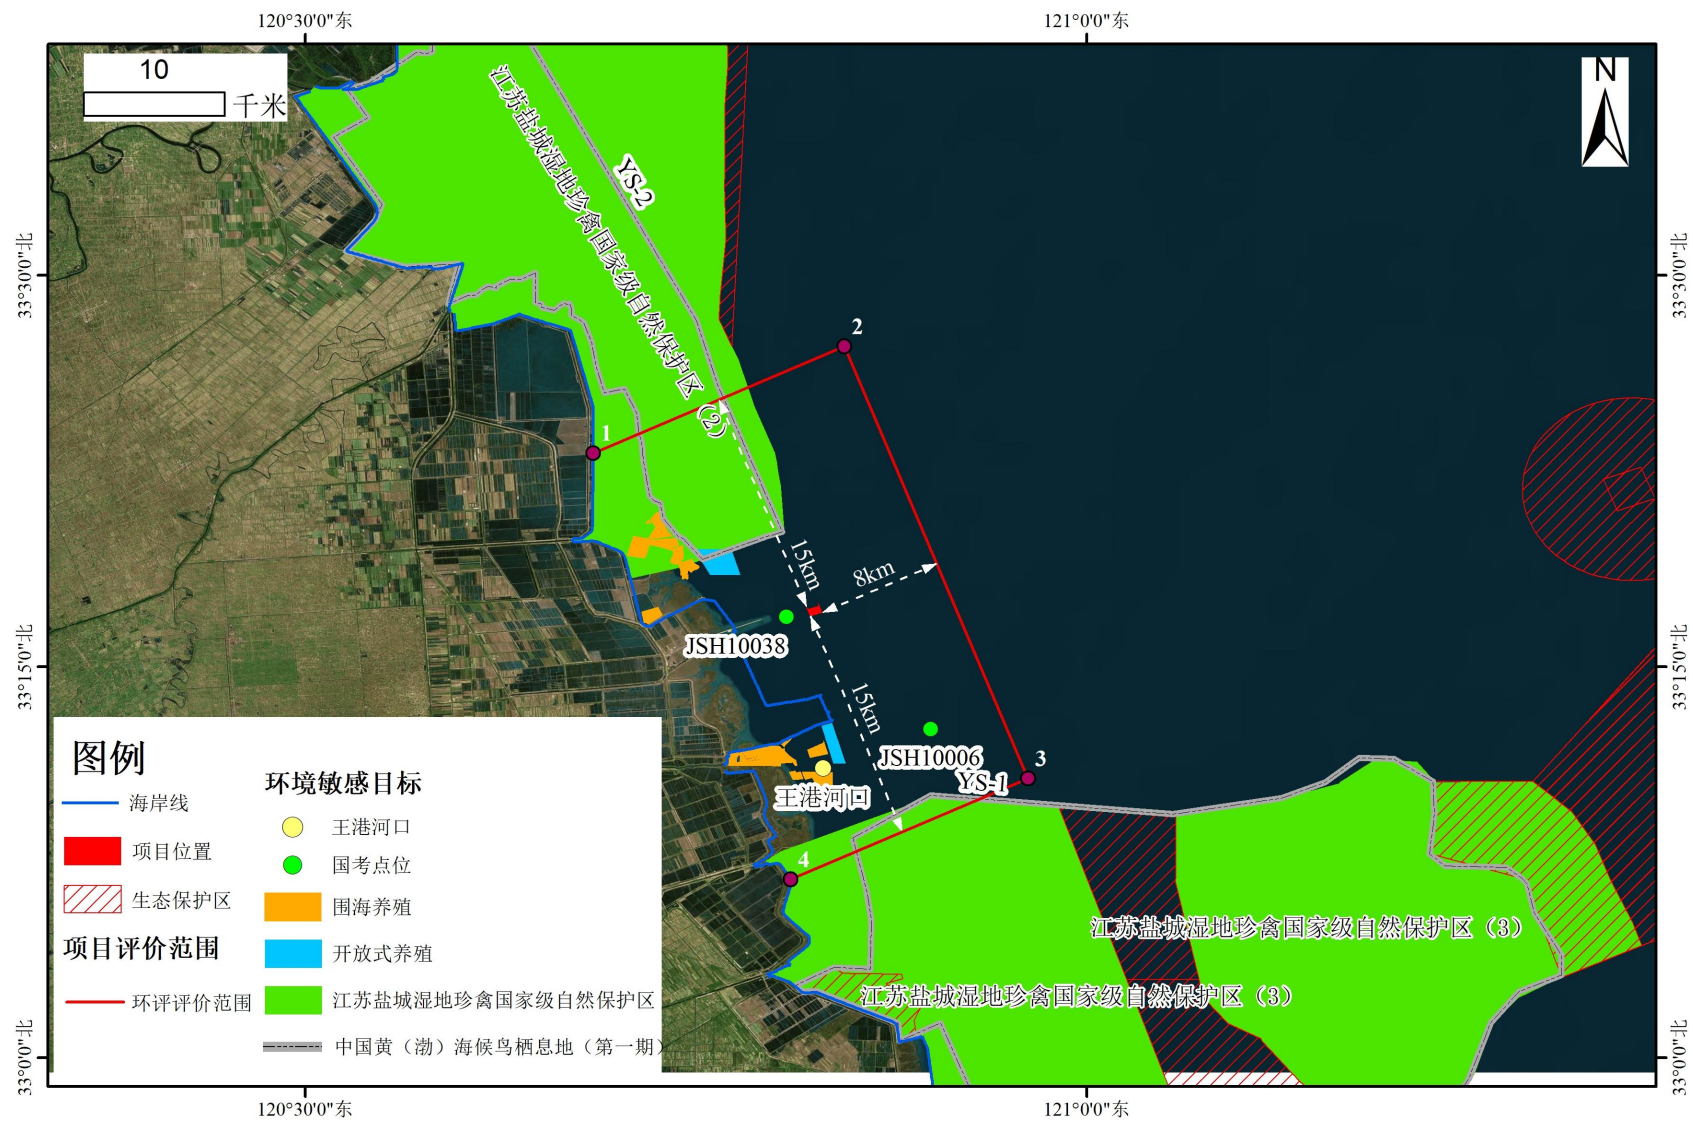 120°30'0"东
121°0'0"东
10
千米
N
33°30'0"北
33°30'0"北
江苏盐城湿地珍禽国家级自然保护区（2）
YS-2
2
1
15km
8km
JSH10038
33°15'0"北
33°15'0"北
15km
JSH10006
3
YS-1
王港河口
4
江苏盐城湿地珍禽国家级自然保护区（3）
江苏盐城湿地珍禽国家级自然保护区（3）
图例
海岸线
项目位置
生态保护区
项目评价范围
环评评价范围
环境敏感目标
王港河口
国考点位
围海养殖
开放式养殖
江苏盐城湿地珍禽国家级自然保护区
中国黄（渤）海候鸟栖息地（第一期）
33°0'0"北
33°0'0"北
120°30'0"东
121°0'0"东